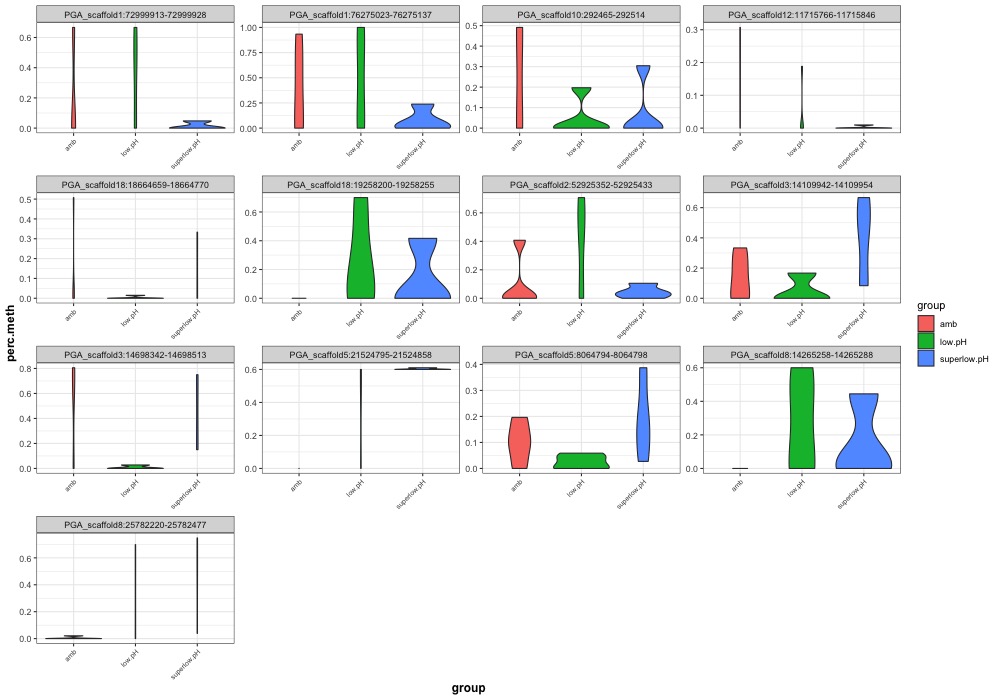 PGA_scaffold1:72999913-72999928
PGA_scaffold1:76275023-76275137
PGA_scaffold10:292465-292514
PGA_scaffold12:11715766-11715846
0.6
0.4
0.2
0.0
amb
low.pH
superlow.pH
1.00
0.75
0.50
0.25
0.00
amb
low.pH
superlow.pH
0.5
0.4
0.3
0.2
0.1
0.0
amb
low.pH
superlow.pH
0.3
0.2
0.1
0.0
amb
low.pH
superlow.pH
PGA_scaffold18:18664659-18664770
PGA_scaffold18:19258200-19258255
PGA_scaffold2:52925352-52925433
PGA_scaffold3:14109942-14109954
0.5
0.4
0.3
0.2
0.1
0.0
amb
low.pH
superlow.pH
0.6
0.4
0.2
0.0
amb
low.pH
superlow.pH
0.6
0.4
0.2
0.0
amb
low.pH
superlow.pH
0.6
0.4
0.2
0.0
amb
low.pH
superlow.pH
perc.meth
group
amb
low.pH
superlow.pH
PGA_scaffold3:14698342-14698513
PGA_scaffold5:21524795-21524858
PGA_scaffold5:8064794-8064798
PGA_scaffold8:14265258-14265288
0.8
0.6
0.4
0.2
0.0
amb
low.pH
superlow.pH
0.6
0.4
0.2
0.0
amb
low.pH
superlow.pH
0.4
0.3
0.2
0.1
0.0
amb
low.pH
superlow.pH
0.6
0.4
0.2
0.0
amb
low.pH
superlow.pH
PGA_scaffold8:25782220-25782477
0.6
0.4
0.2
0.0
amb
low.pH
superlow.pH
group